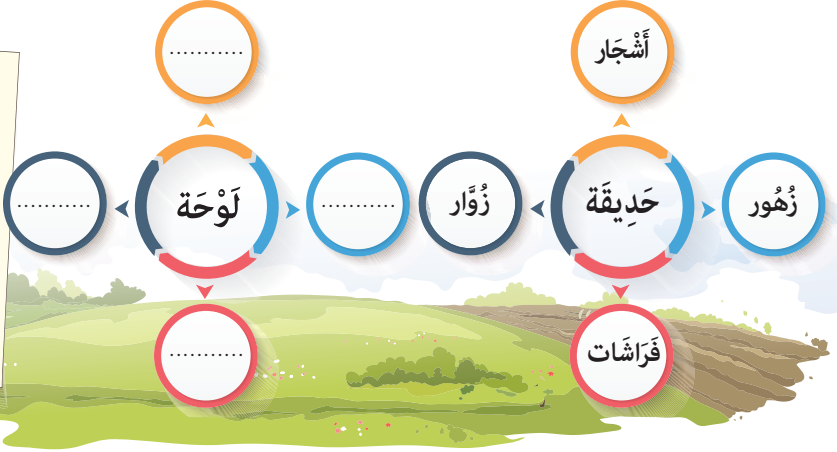 أَشْجَار
حَدِيقَة
زُهُور
زُوَّار
فَرَاشَات
...........
لَوْحَة
...........
...........
...........